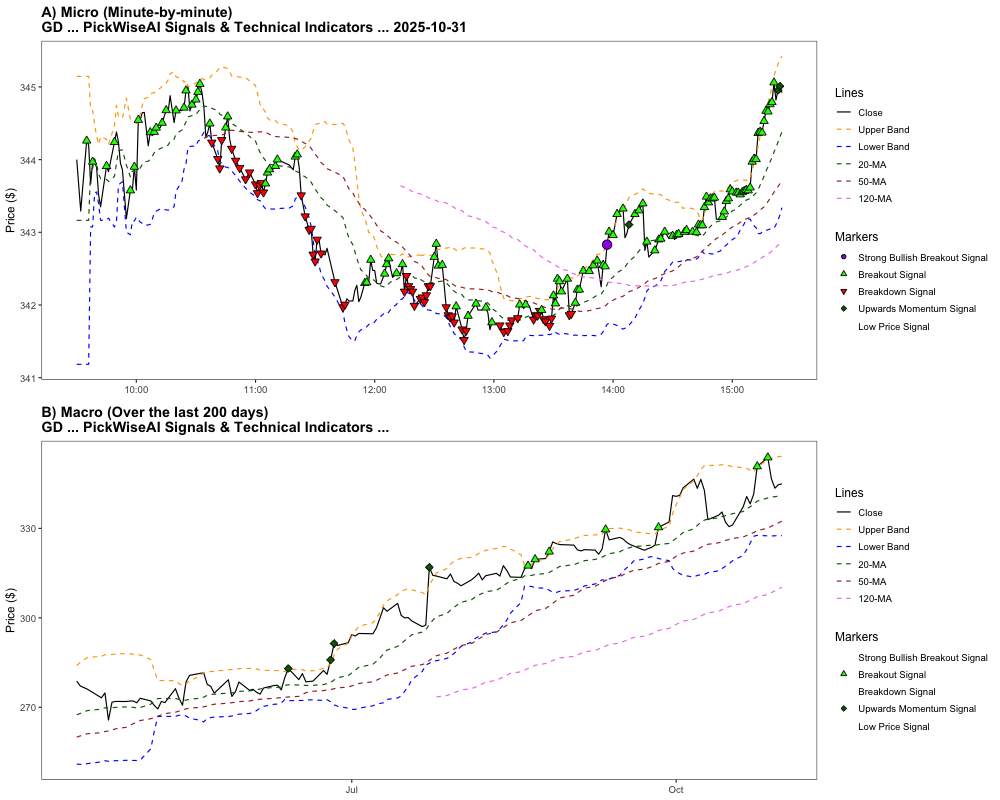 A) Micro (Minute-by-minute)
GD ... PickWiseAI Signals & Technical Indicators ... 2025-10-31
Price ($)
345
344
343
342
341
10:00
11:00
12:00
13:00
14:00
15:00
Lines
Close
Upper Band
Lower Band
20-MA
50-MA
120-MA
Markers
Strong Bullish Breakout Signal
Breakout Signal
Breakdown Signal
Upwards Momentum Signal
Low Price Signal
B) Macro (Over the last 200 days)
GD ... PickWiseAI Signals & Technical Indicators ...
Price ($)
330
300
270
Jul
Oct
Lines
Close
Upper Band
Lower Band
20-MA
50-MA
120-MA
Markers
Strong Bullish Breakout Signal
Breakout Signal
Breakdown Signal
Upwards Momentum Signal
Low Price Signal